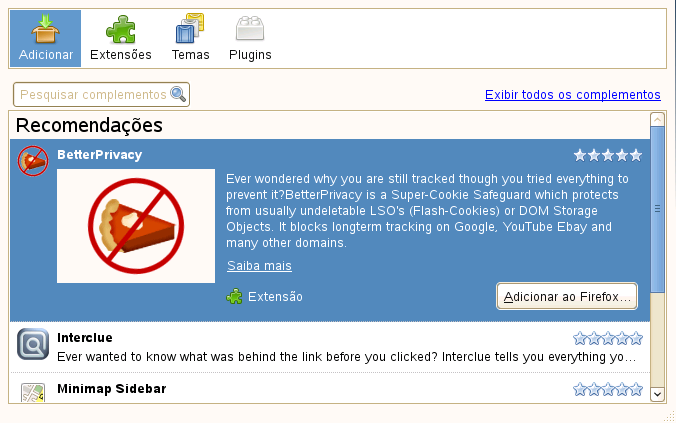 Adicionar Extensões Temas Plugins
Pesquisar complementos Exibir todos os complementos
Recomendações
BetterPrivacy
Ever wondered why you are still tracked though you tried everything to
prevent it?BetterPrivacy is a Super-Cookie Safeguard which protects
from usually undeletable LSO's (Flash-Cookies) or DOM Storage
Objects. It blocks longterm tracking on Google, YouTube Ebay and
many other domains.
Saiba mais
Extensão Adicionar ao Firefox...
Interclue
Ever wanted to know what was behind the link before you clicked? Interclue tells you everything yo...
Minimap Sidebar